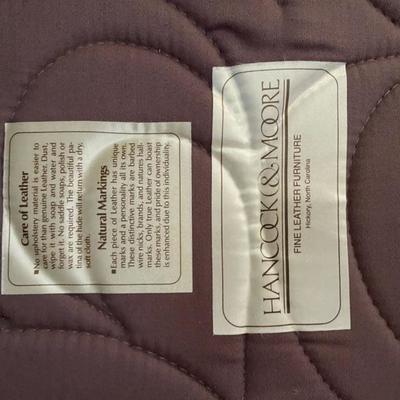 Care of Leather
■ No upholstery material is easier to
care for than genuine Leather. Dust,
wipe it with soap and water and
forget it. No saddle soaps, polish or
wax are required. The beautiful pa-
tina of the hide will return with a dry,
soft cloth.
Natural Markings
■ Each piece of Leather has unique
marks and a personality all its own.
These distinctive marks are barbed
wire nicks, brands, and natures hall-
marks. Only true Leather can boast
these marks, and pride of ownership
is enhanced due to this individuality.
HANCOCK & MOORE
FINE LEATHER FURNITURE
Hickory, North Carolina